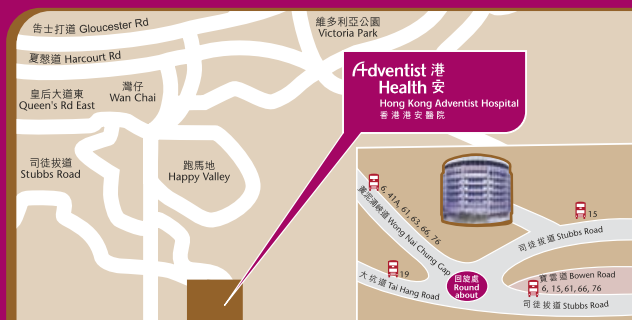 告士打道 Gloucester Rd
維多利亞公園
Victoria Park
夏慤道 Harcourt Rd
灣仔
Wan Chai
皇后大道東
Queen's Rd East
司徒拔道
Stubbs Road
跑馬地
Happy Valley
Adventist 港
Health 安
Hong Kong Adventist Hospital
香港港安醫院
6, 41A, 61, 63, 66, 76
黃泥涌峽道 Wong Nai Chung Gap
15
司徒拔道 Stubbs Road
19
大坑道 Tai Hang Road
回旋處
Round
about
寶雲道 Bowen Road
6, 15, 61, 66, 76
司徒拔道 Stubbs Road